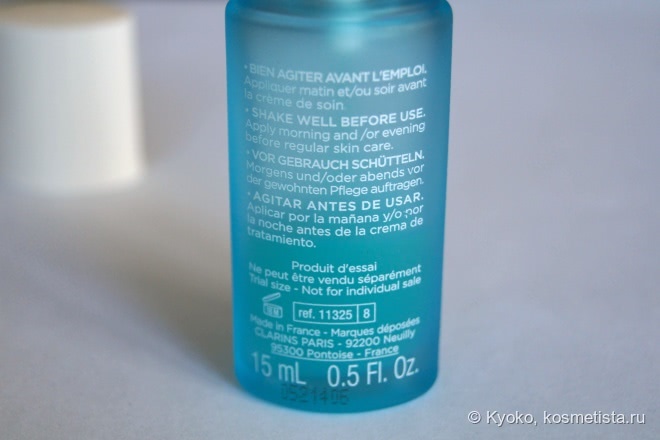 • BIEN AGITER AVANT L'EMPLOI.
Appliquer matin et/ou soir avant
la crème de soin.
• SHAKE WELL BEFORE USE.
Apply morning and /or evening
before regular skin care.
• VOR GEBRAUCH SCHÜTTELN.
Morgens und/oder abends vor
der gewohnten Pflege auftragen.
• AGITAR ANTES DE USAR.
Aplicar por la mañana y/o por
la noche antes de la crema de
tratamiento.
Produit d'essai
Ne peut être vendu séparément
Trial size - Not for individual sale
ref. 11325 8
Made in France - Marques déposées
CLARINS PARIS - 92200 Neuilly
95300 Pontoise - France
15 mL 0.5 Fl. Oz.
0521406
© Kyoko, kosmetista.ru